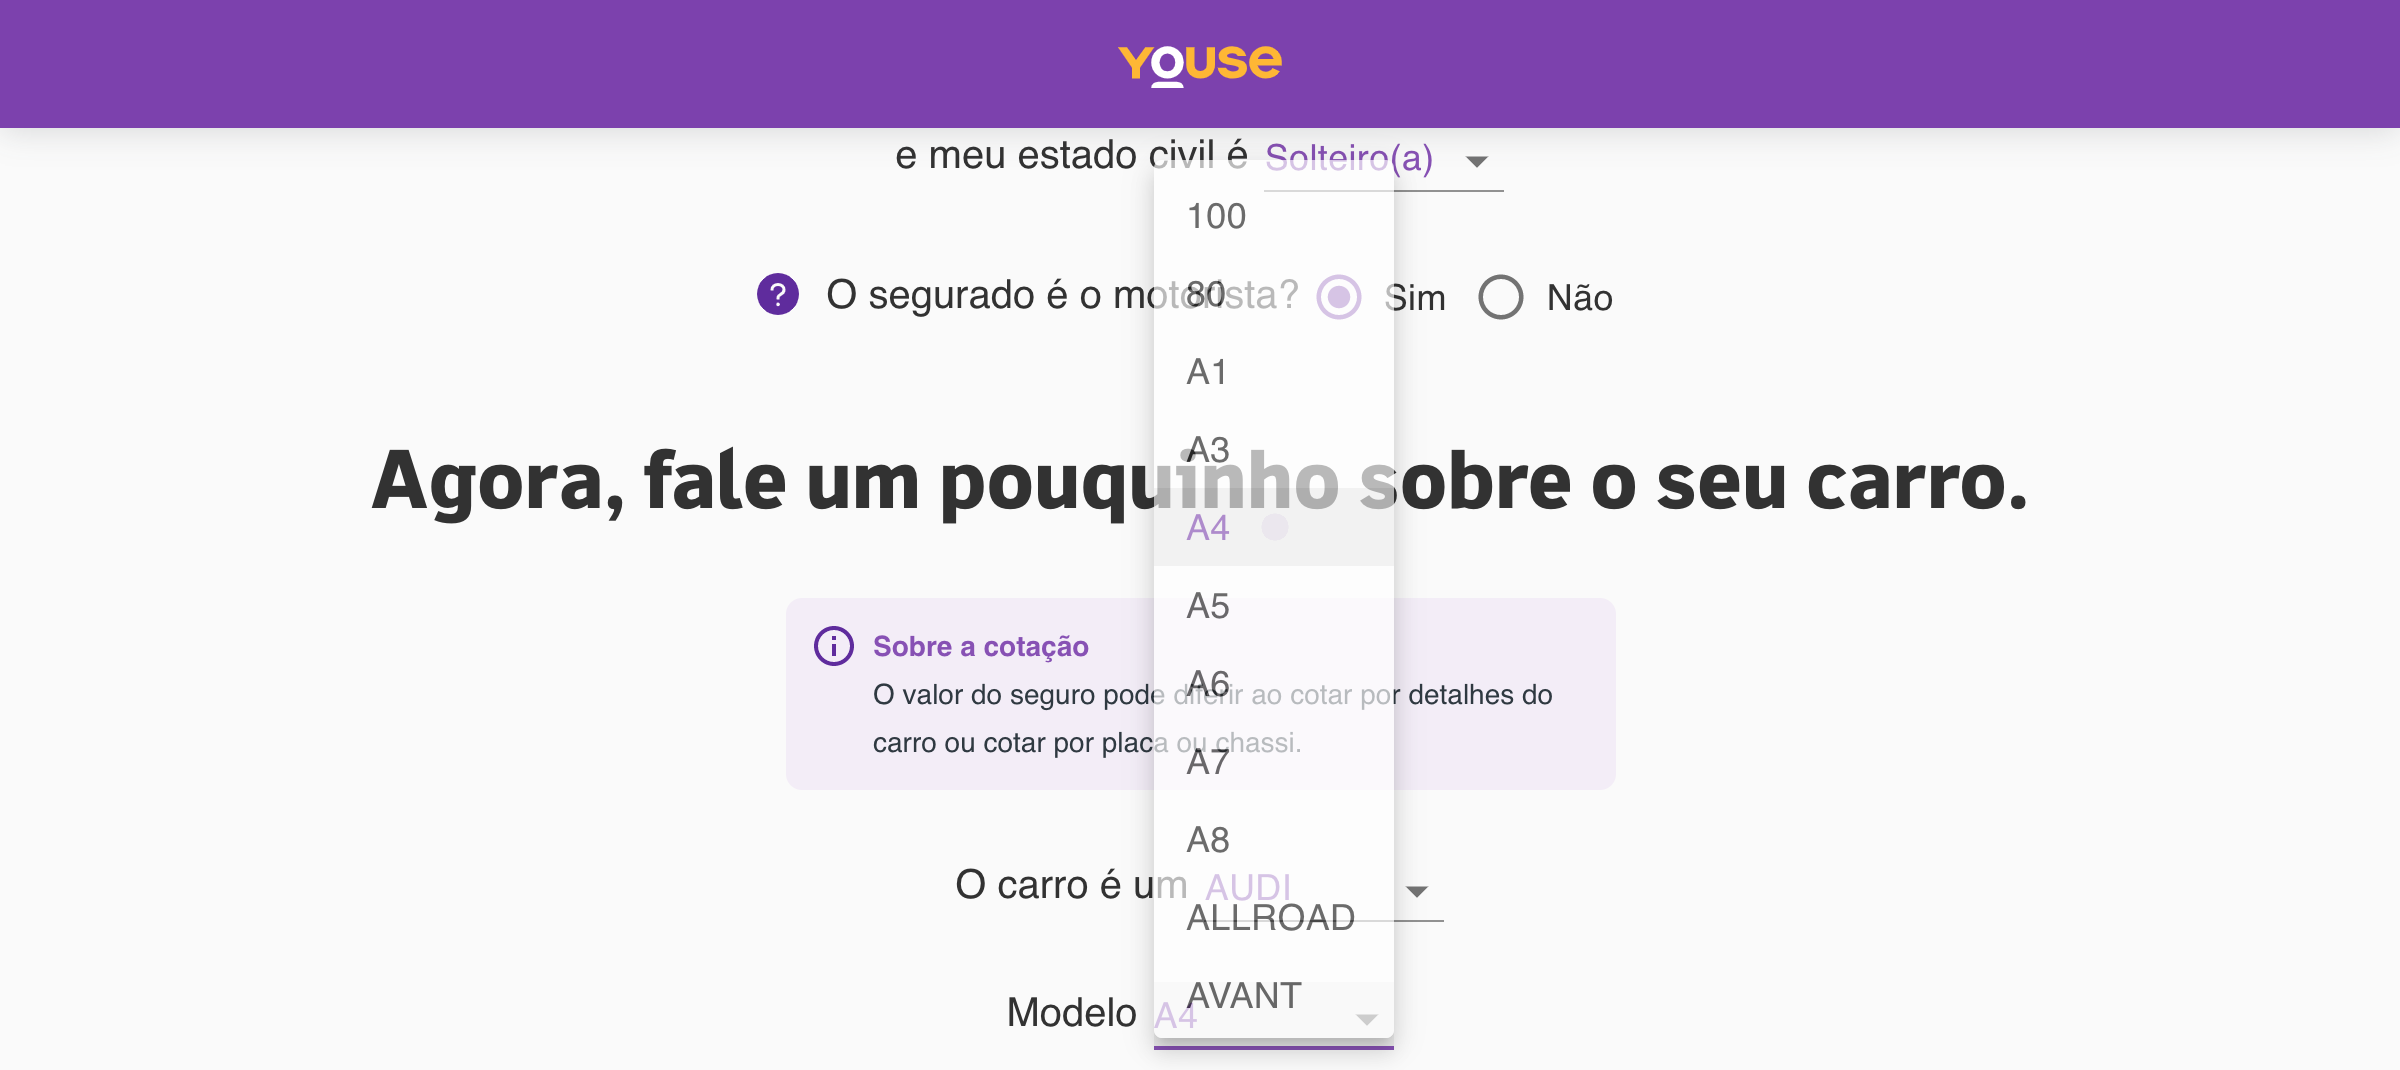 youse
e meu estado civil é Solteiro(a)
100
? O segurado é o motorista? Sim Não
80
A1
A3
Agora, fale um pouquinho sobre o seu carro.
A4
A5
Sobre a cotação
A6
O valor do seguro pode diferir ao cotar por detalhes do
carro ou cotar por placa ou chassi.
A7
A8
O carro é um AUDI
ALLROAD
AVANT
Modelo A4